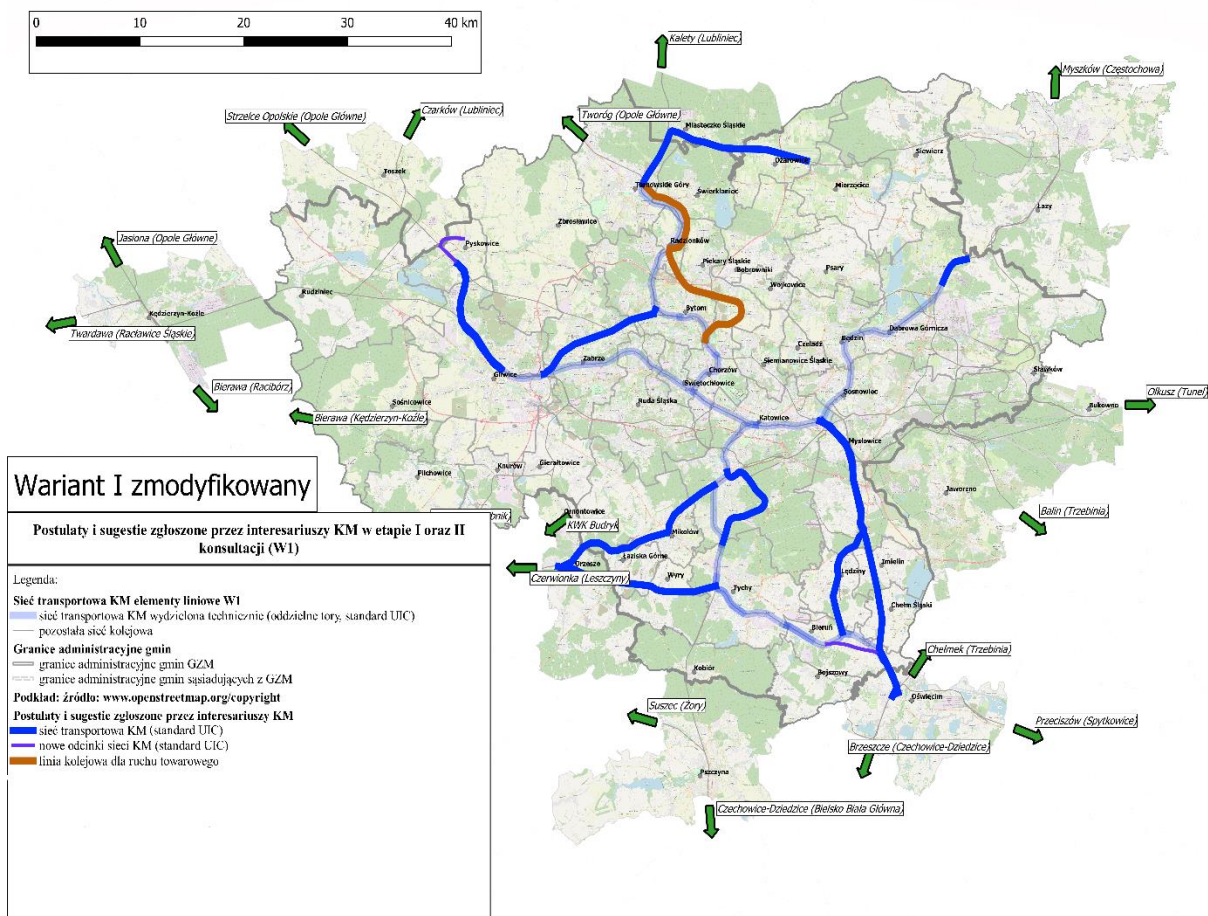 0 10 20 30 40 km
Kalety (Lubliniec)
Myszków (Częstochowa)
Strzelce Opolskie (Opole Główne)
Czarków (Lubliniec)
Tworóg (Opole Główne)
Miasteczko Śląskie
Ożarowice
Siewierz
Toszek
Tarnowskie Góry
Świerklaniec
Mierzęcice
Łazy
Zbrosławice
Jasiona (Opole Główne)
Pyskowice
Radzionków
Piekary Śląskie
Bobrowniki
Psary
Wojkowice
Rudziniec
Kędzierzyn-Koźle
Bytom
Twardawa (Racławice Śląskie)
Dąbrowa Górnicza
Będzin
Czeladź
Zabrze
Siemianowice Śląskie
Chorzów
Sławków
Gliwice
Świętochłowice
Bierawa (Racibórz)
Sosnowiec
Olkusz (Tunel)
Bukowno
Sośnicowice
Ruda Śląska
Bierawa (Kędzierzyn-Koźle)
Katowice
Mysłowice
Wariant I zmodyfikowany
Pilchowice
Knurów
Gierałtowice
Jaworzno
Ornontowice
KWK Budryk
Balin (Trzebinia)
Mikołów
Postulaty i sugestie zgłoszone przez interesariuszy KM w etapie I oraz II
konsultacji (W1)
Orzesze
Łaziska Górne
Wyry
Czerwionka (Leszczyny)
Tychy
Lędziny
Imielin
Chełm Śląski
Legenda:
Sieć transportowa KM elementy liniowe W1
sieć transportowa KM wydzielona technicznie (oddzielne tory, standard UIC)
pozostała sieć kolejowa
Granice administracyjne gmin
granice administracyjne gmin GZM
granice administracyjne gmin sąsiadujących z GZM
Podkład: źródło: www.openstreetmap.org/copyright
Postulaty i sugestie zgłoszone przez interesariuszy KM
sieć transportowa KM (standard UIC)
nowe odcinki sieci KM (standard UIC)
linia kolejowa dla ruchu towarowego
Bieruń
Bojszowy
Kobiór
Chełmek (Trzebinia)
Oświęcim
Suszec (Żory)
Przeciszów (Spytkowice)
Brzeszcze (Czechowice-Dziedzice)
Pszczyna
Czechowice-Dziedzice (Bielsko Biała Główna)